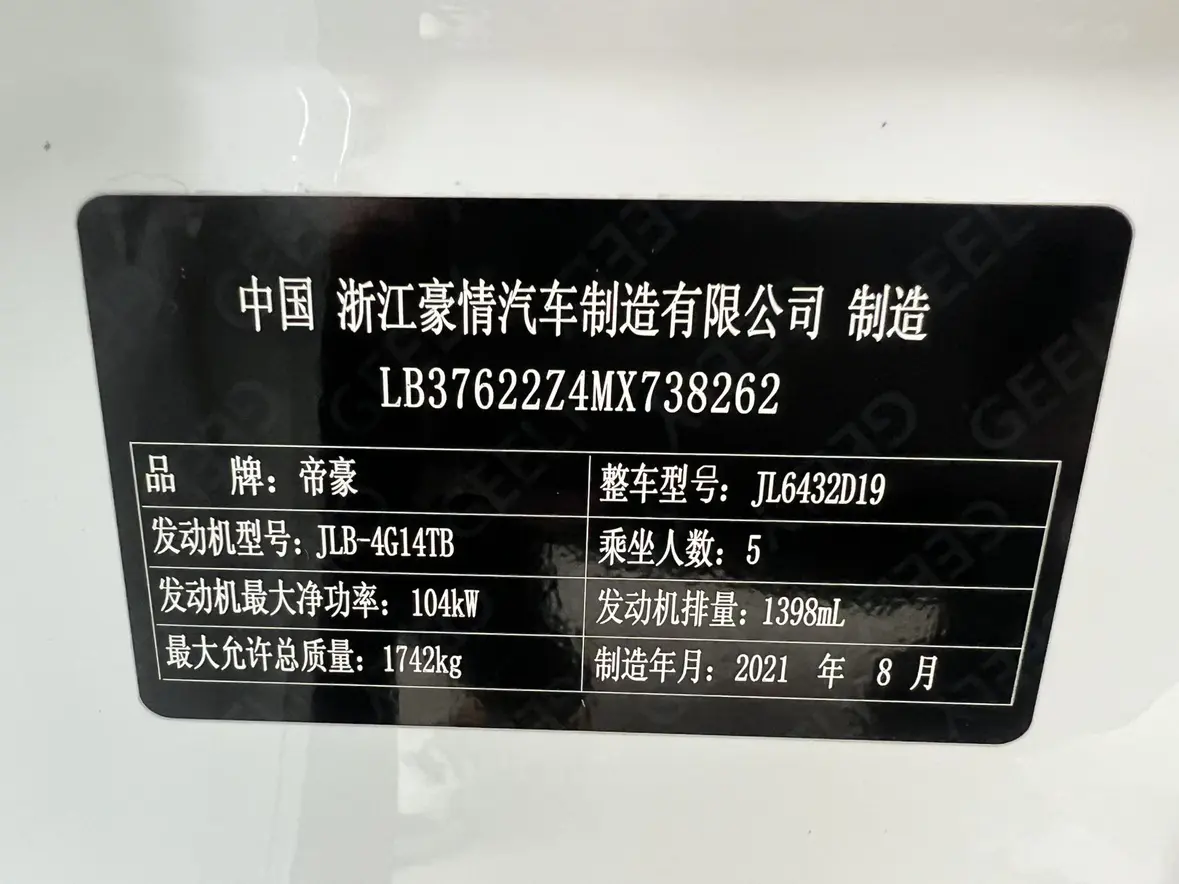 中国 浙江豪情汽车制造有限公司 制造
LB37622Z4MX738262
品 牌：帝豪 整车型号：JL6432D19
发动机型号：JLB-4G14TB 乘坐人数：5
发动机最大净功率：104kW 发动机排量：1398mL
最大允许总质量：1742kg 制造年月：2021 年 8 月
GEELY